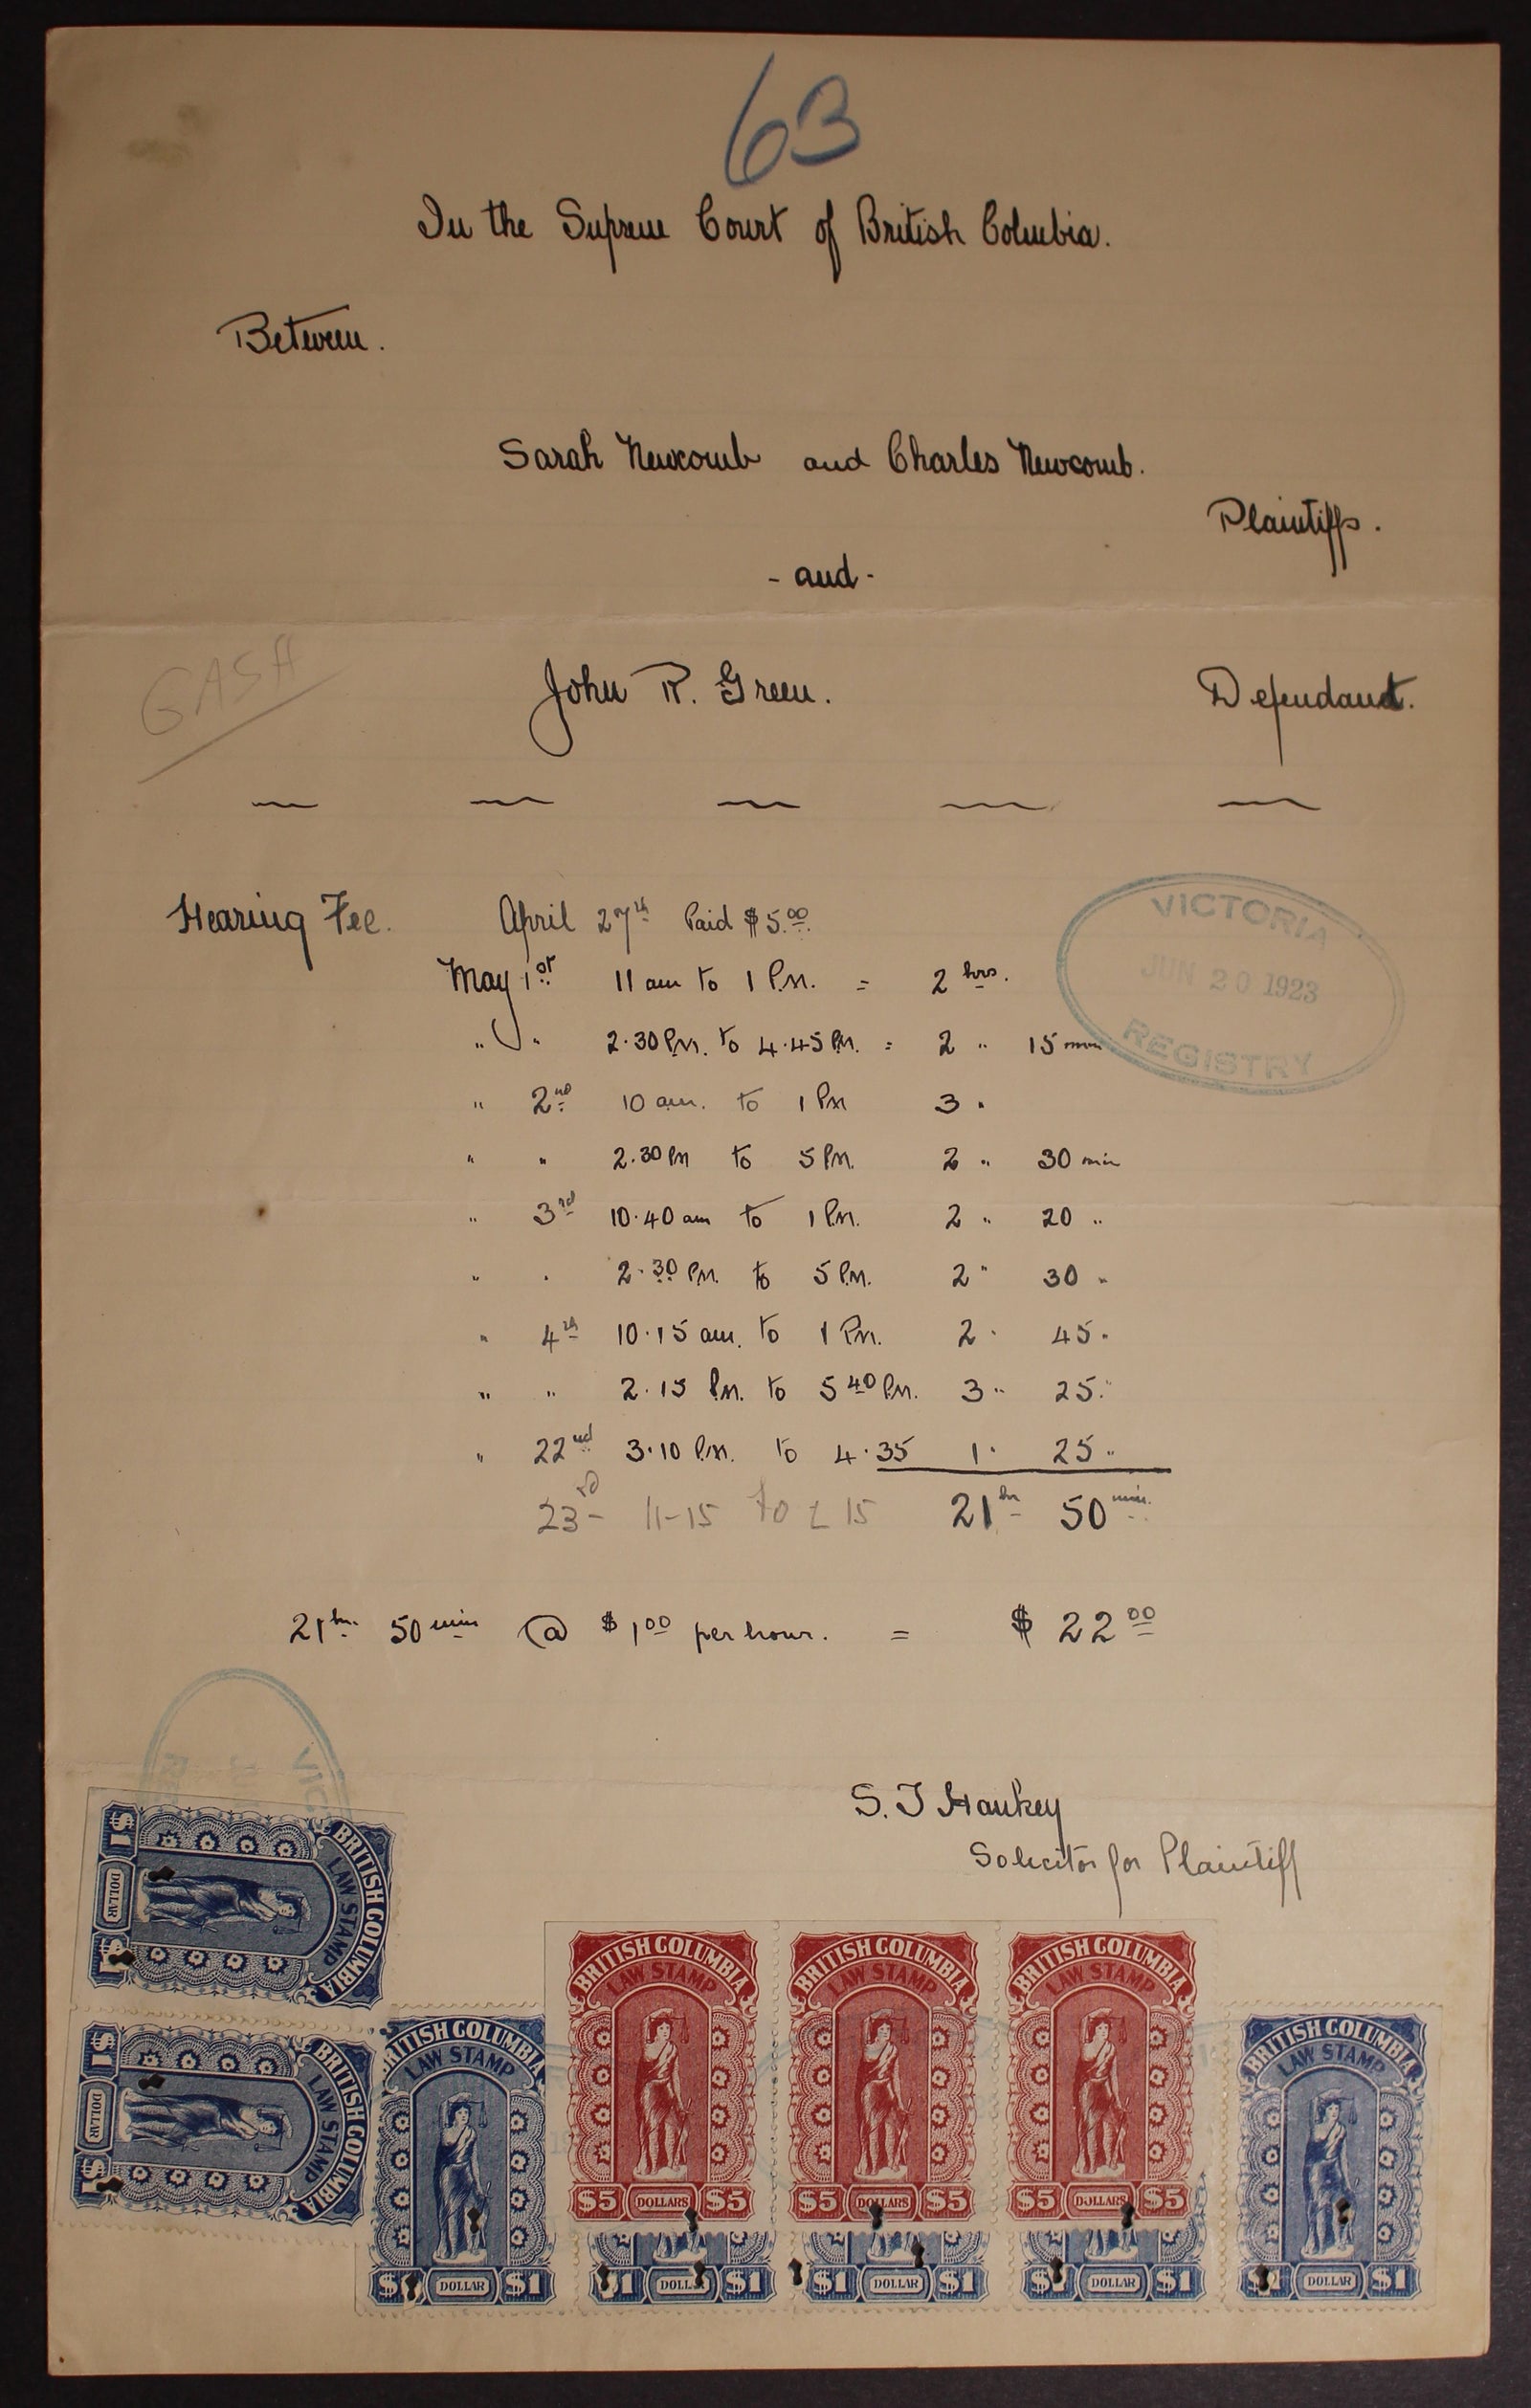 63
In the Supreme Court of British Columbia.
Between.
Sarah Newcomb and Charles Newcomb.
Plaintiffs.
- and -
John R. Green. Defendant.
Hearing Fee. April 27th Paid $5.00
VICTORIA
JUN 20 1923
REGISTRY
May 1st 11 am to 1 P.M. = 2 hrs.
" " 2.30 P.M. to 4.45 P.M. = 2 " 15 min
" 2nd 10 am. to 1 PM 3 "
" " 2.30 PM to 5 PM. 2 " 30 min
" 3rd 10.40 am to 1 P.M. 2 " 20 "
" " 2.30 P.M. to 5 P.M. 2 " 30 "
" 4th 10.15 am. to 1 P.M. 2 " 45 "
" " 2.15 P.M. to 5 40 P.M. 3 " 25 "
" 22nd 3.10 P.M. to 4.35 1 " 25 "
23rd 11-15 to 15 21 hr 50 min.
21 hr. 50 min @ $1.00 per hour. = $22.00
Solicitor for Plaintiff
BRITISH COLUMBIA LAW STAMP $1 DOLLAR $1
BRITISH COLUMBIA LAW STAMP $1 DOLLAR $1
BRITISH COLUMBIA LAW STAMP $1 DOLLAR $1
BRITISH COLUMBIA LAW STAMP $5 DOLLARS $5
BRITISH COLUMBIA LAW STAMP $5 DOLLARS $5
BRITISH COLUMBIA LAW STAMP $5 DOLLARS $5
BRITISH COLUMBIA LAW STAMP $1 DOLLAR $1
$1 DOLLAR $1
$1 DOLLAR $1
$1 DOLLAR $1